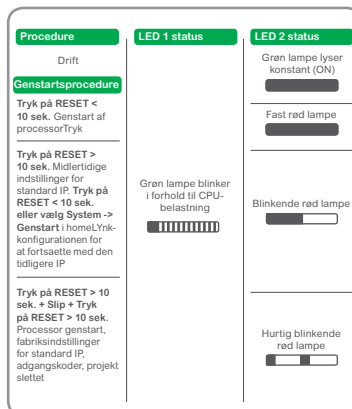 Procedure
Drift
Genstartsprocedure
Tryk på RESET <
10 sek. Genstart af
processorTryk
Tryk på RESET >
10 sek. Midlertidige
indstillinger for
standard IP. Tryk på
RESET < 10 sek.
eller vælg System ->
Genstart i homeLYnk-
konfigurationen for
at fortsætte med den
tidligere IP
Tryk på RESET > 10
sek. + Slip + Tryk
på RESET > 10 sek.
Processor genstart,
fabriksindstillinger
for standard IP,
adgangskoder, projekt
slettet
LED 1 status
Grøn lampe blinker
i forhold til CPU-
belastning
LED 2 status
Grøn lampe lyser
konstant (ON)
Fast rød lampe
Blinkende rød lampe
Hurtig blinkende
rød lampe